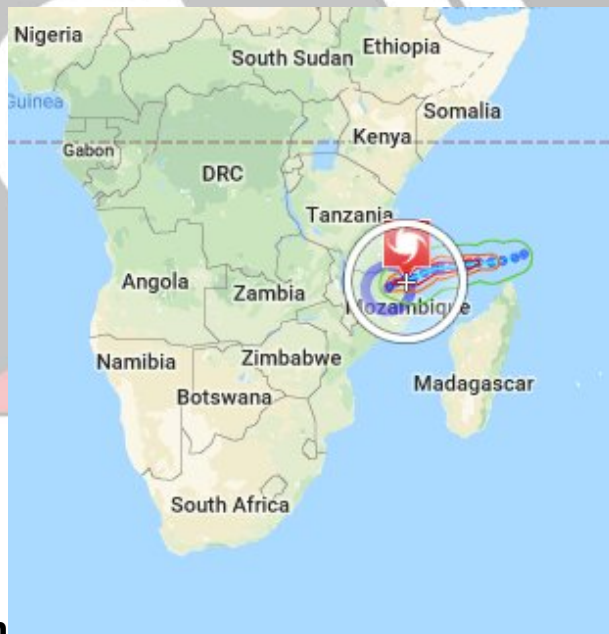 Nigeria
South Sudan
Ethiopia
Guinea
Somalia
Gabon
DRC
Kenya
Tanzania
Angola
Zambia
Mozambique
Namibia
Zimbabwe
Madagascar
Botswana
South Africa